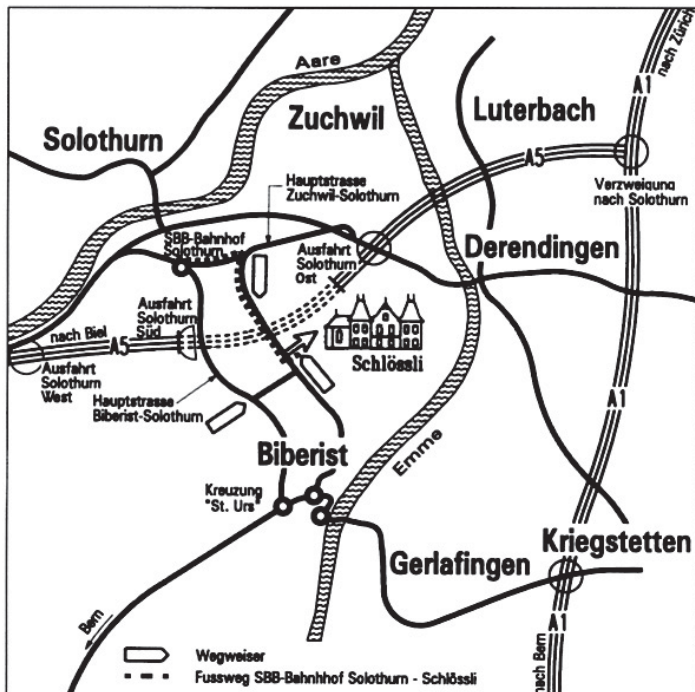 nach Zürich
A1
Aare
Zuchwil
Luterbach
Solothurn
A5
Hauptstrasse
Zuchwil-Solothurn
Verzweigung
nach Solothurn
SBB-Bahnhof
Solothurn
Ausfahrt
Solothurn
Ost
Derendingen
Ausfahrt
Solothurn
Süd
nach Biel
A5
Schlössli
Ausfahrt
Solothurn
West
Hauptstrasse
Biberist-Solothurn
A1
Emme
Biberist
Kreuzung
"St. Urs"
Gerlafingen
Kriegstetten
Bern
A1
nach Bern
Wegweiser
Fussweg SBB-Bahnhhof Solothurn - Schlössli